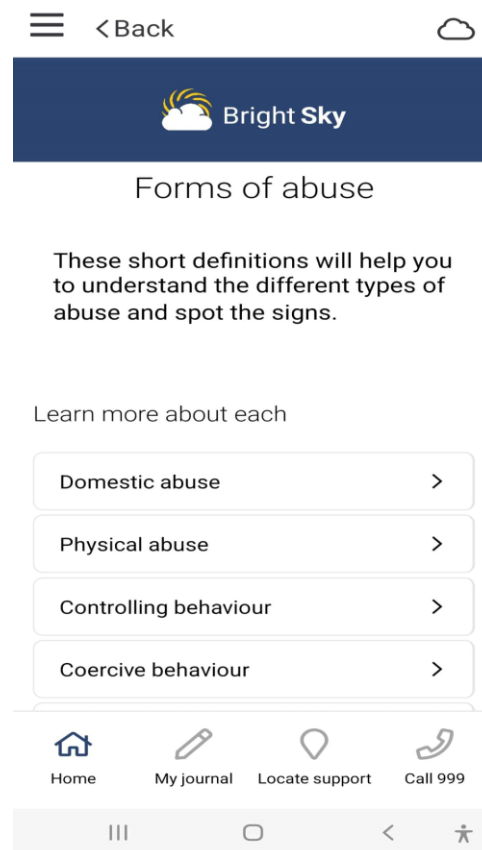 <Back
Bright Sky
Forms of abuse
These short definitions will help you
to understand the different types of
abuse and spot the signs.
Learn more about each
Domestic abuse
Physical abuse
Controlling behaviour
Coercive behaviour
Home My journal Locate support Call 999